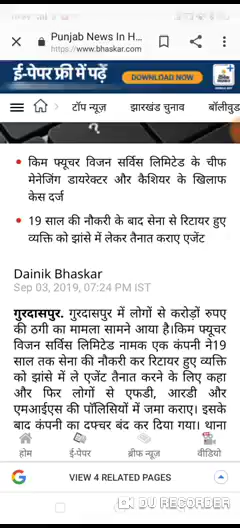 Punjab News In H...
https://www.bhaskar.com
ई-पेपर फ्री में पढ़ें
DOWNLOAD NOW
टॉप न्यूज़ झारखंड चुनाव बॉलीवुड
किम फ्यूचर विजन सर्विस लिमिटेड के चीफ
मेनेजिंग डायरेक्टर और कैशियर के खिलाफ
केस दर्ज
19 साल की नौकरी के बाद सेना से रिटायर हुए
व्यक्ति को झांसे में लेकर तैनात कराए एजेंट
Dainik Bhaskar
Sep 03, 2019, 07:24 PM IST
गुरदासपुर. गुरदासपुर में लोगों से करोड़ों रुपए
की ठगी का मामला सामने आया है।किम फ्यूचर
विजन सर्विस लिमिटेड नामक एक कंपनी ने19
साल तक सेना की नौकरी कर रिटायर हुए व्यक्ति
को झांसे में ले एजेंट तैनात करने के लिए कहा
और फिर लोगों से एफडी, आरडी और
एमआईएस की पॉलिसियों में जमा कराए। इसके
बाद कंपनी का दफ्तर बंद कर दिया गया। थाना
होम ई-पेपर ब्रीफ न्यूज़ वीडियो
VIEW 4 RELATED PAGES
DU RECORDER